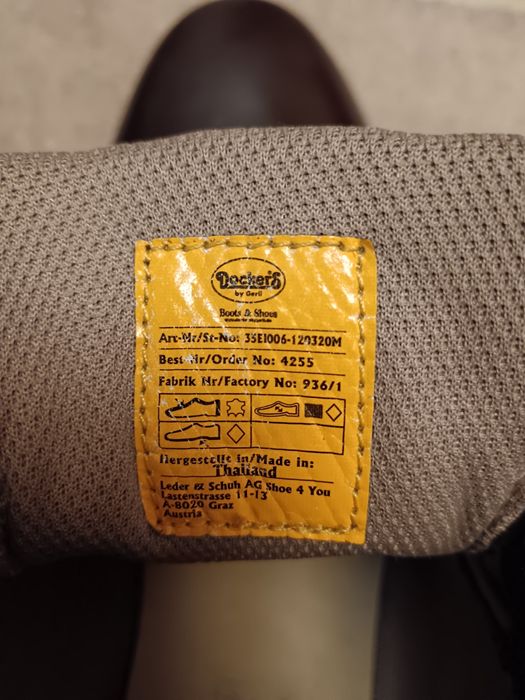 Dockers
by Gerli
Boots & Shoes
Art-Nr/St-No: 35EI006-120320M
Best-Nr/Order No: 4255
Fabrik Nr/Factory No: 936/1
Hergestellt in/Made in:
Thailand
Leder & Schuh AG Shoe 4 You
Lastenstrasse 11-13
A-8020 Graz
Austria